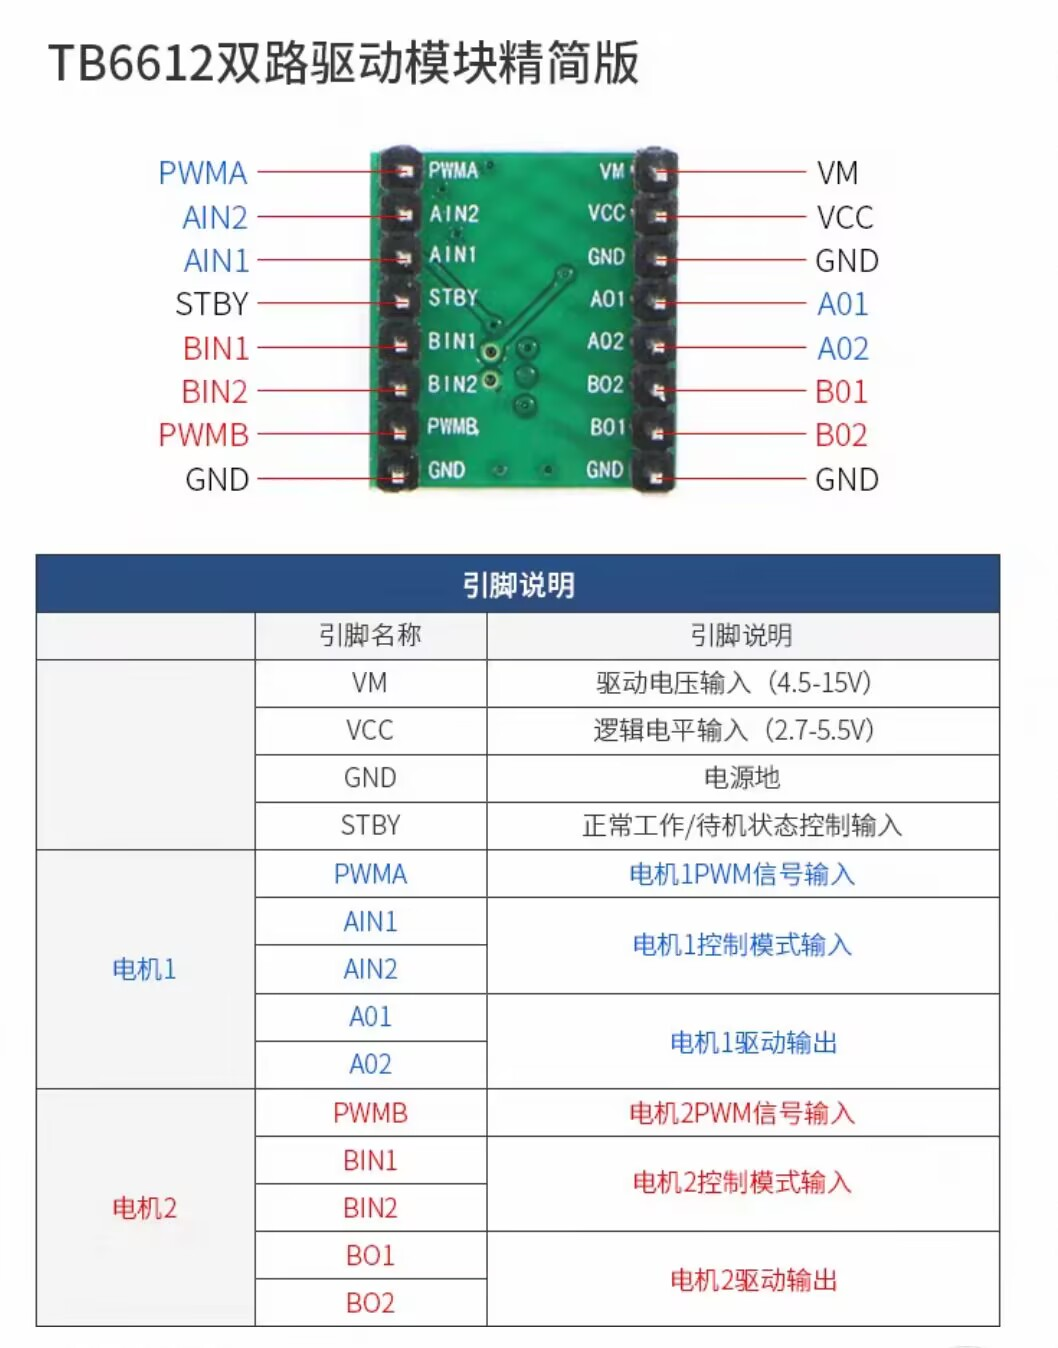 TB6612双路驱动模块精简版
PWMA PWMA VM VM
AIN2 AIN2 VCC VCC
AIN1 AIN1 GND GND
STBY STBY AO1 A01
BIN1 BIN1 AO2 A02
BIN2 BIN2 BO2 B01
PWMB PWMB BO1 B02
GND GND GND GND
引脚说明
引脚名称 引脚说明
VM 驱动电压输入（4.5-15V）
VCC 逻辑电平输入（2.7-5.5V）
GND 电源地
STBY 正常工作/待机状态控制输入
电机1
PWMA 电机1PWM信号输入
AIN1
AIN2
电机1控制模式输入
A01
A02
电机1驱动输出
电机2
PWMB 电机2PWM信号输入
BIN1
BIN2
电机2控制模式输入
BO1
BO2
电机2驱动输出